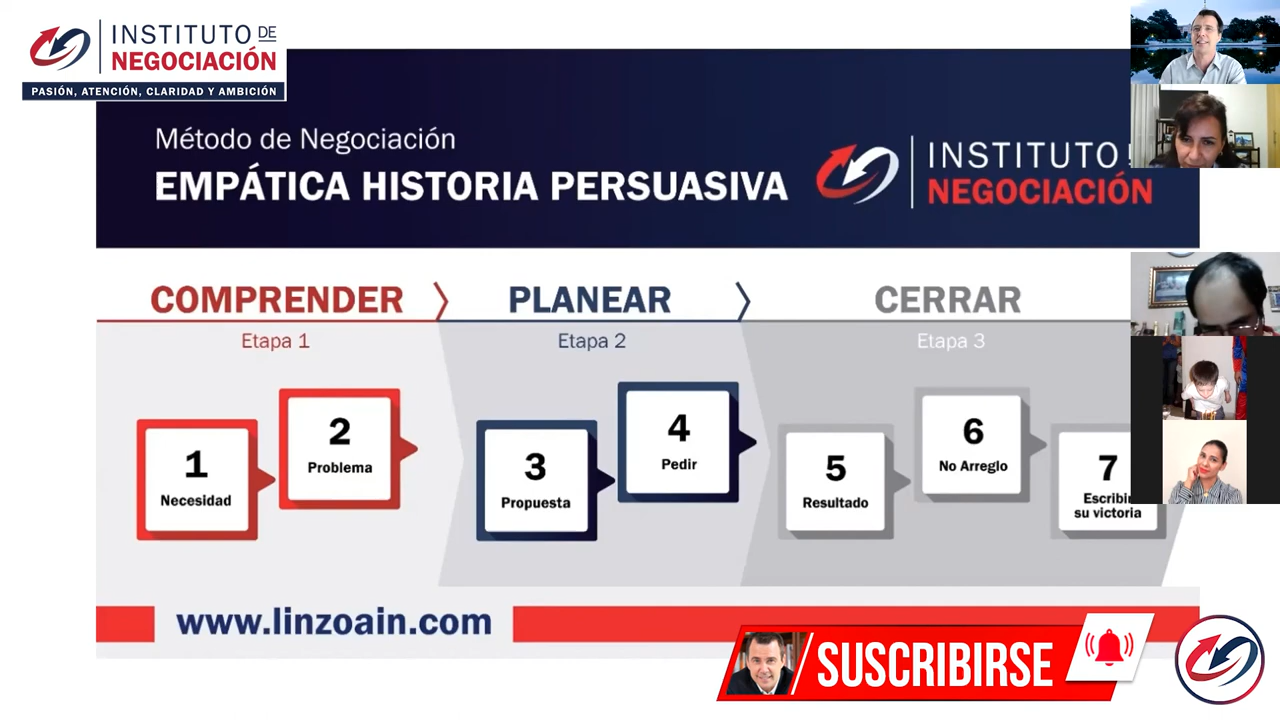 INSTITUTO DE
NEGOCIACIÓN
PASIÓN, ATENCIÓN, CLARIDAD Y AMBICIÓN
Método de Negociación
EMPÁTICA HISTORIA PERSUASIVA
INSTITUTO
NEGOCIACIÓN
COMPRENDER
PLANEAR
CERRAR
Etapa 1
Etapa 2
Etapa 3
1
Necesidad
2
Problema
3
Propuesta
4
Pedir
5
Resultado
6
No Arreglo
7
Escribir
su victoria
www.linzoain.com
SUSCRIBIRSE